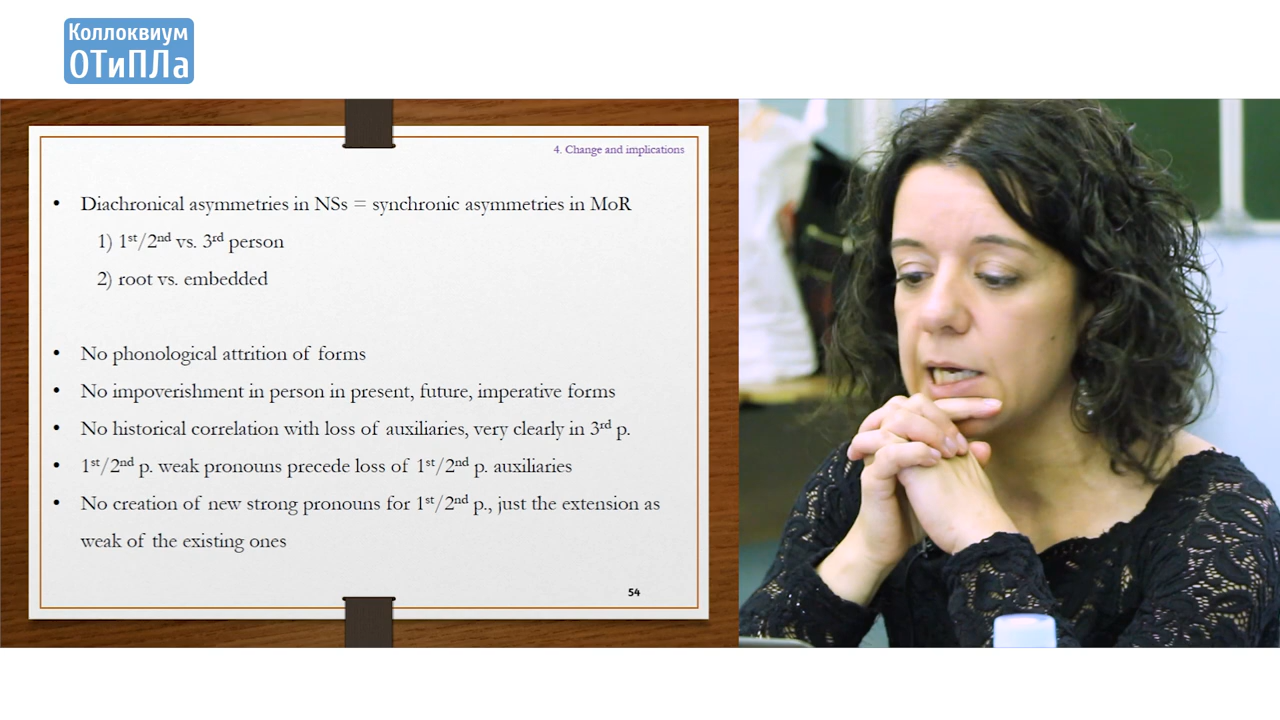 Коллоквиум
ОТиПЛа
4. Change and implications
• Diachronical asymmetries in NSs = synchronic asymmetries in MoR
1) 1st/2nd vs. 3rd person
2) root vs. embedded
• No phonological attrition of forms
• No impoverishment in person in present, future, imperative forms
• No historical correlation with loss of auxiliaries, very clearly in 3rd p.
• 1st/2nd p. weak pronouns precede loss of 1st/2nd p. auxiliaries
• No creation of new strong pronouns for 1st/2nd p., just the extension as
weak of the existing ones
54